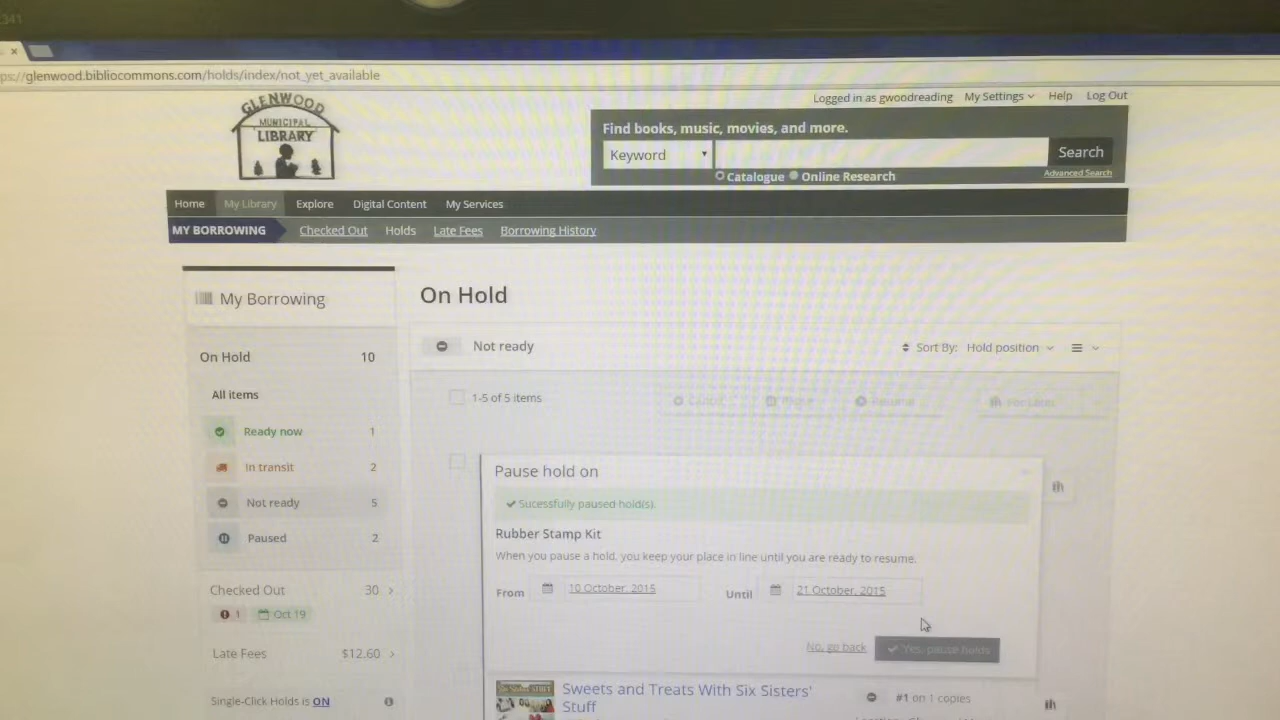 341
ps://glenwood.bibliocommons.com/holds/index/not_yet_available
GLENWOOD
MUNICIPAL
LIBRARY
Logged in as gwoodreading My Settings Help Log Out
Find books, music, movies, and more.
Keyword Search
Catalogue Online Research Advanced Search
Home My Library Explore Digital Content My Services
MY BORROWING Checked Out Holds Late Fees Borrowing History
My Borrowing
On Hold 10
All items
Ready now 1
In transit 2
Not ready 5
Paused 2
Checked Out 30 >
1 Oct 19
Late Fees $12.60 >
Single-Click Holds is ON
On Hold
Not ready Sort By: Hold position
1-5 of 5 items Resume For Later
Pause hold on
Sucessfully paused hold(s).
Rubber Stamp Kit
When you pause a hold, you keep your place in line until you are ready to resume.
From 10 October, 2015 Until 21 October, 2015
No, go back Yes, pause holds
Sweets and Treats With Six Sisters' #1 on 1 copies
Stuff